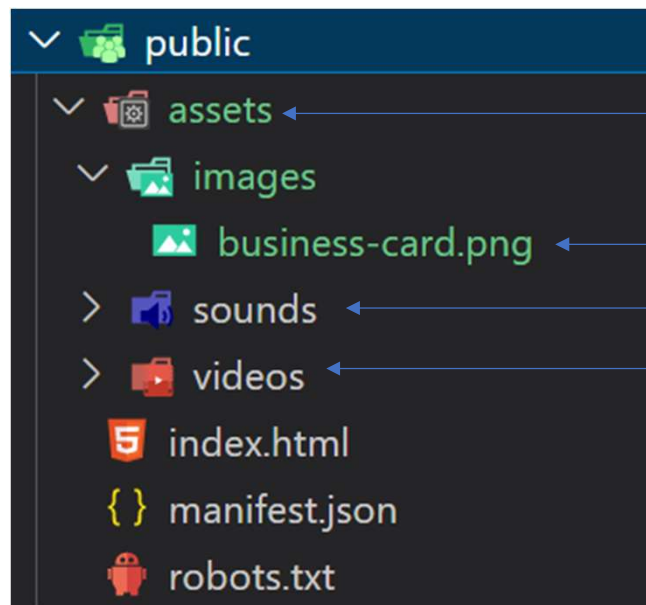 public
assets
images
business-card.png
sounds
videos
index.html
manifest.json
robots.txt